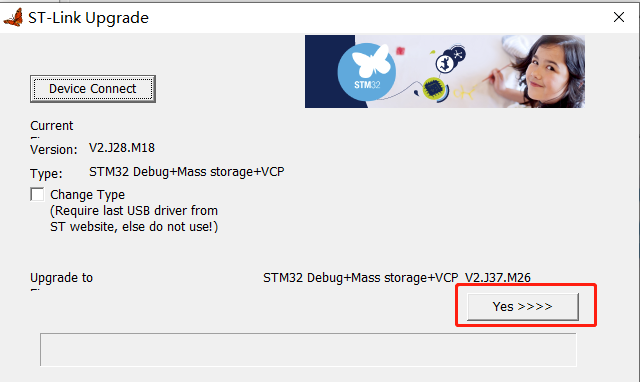 ST-Link Upgrade
STM32
Device Connect
Current
Version: V2.J28.M18
Type: STM32 Debug+Mass storage+VCP
Change Type
(Require last USB driver from
ST website, else do not use!)
Upgrade to STM32 Debug+Mass storage+VCP V2.J37.M26
Yes >>>>